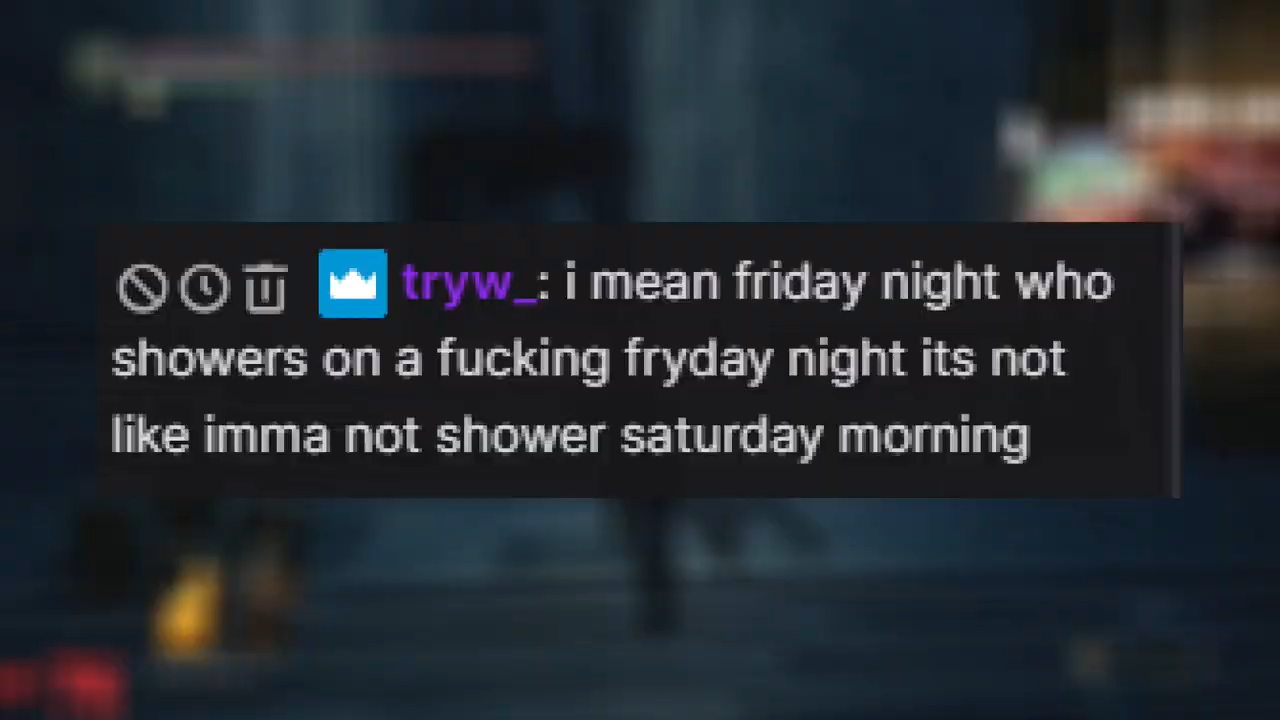 tryw_: i mean friday night who
showers on a fucking fryday night its not
like imma not shower saturday morning